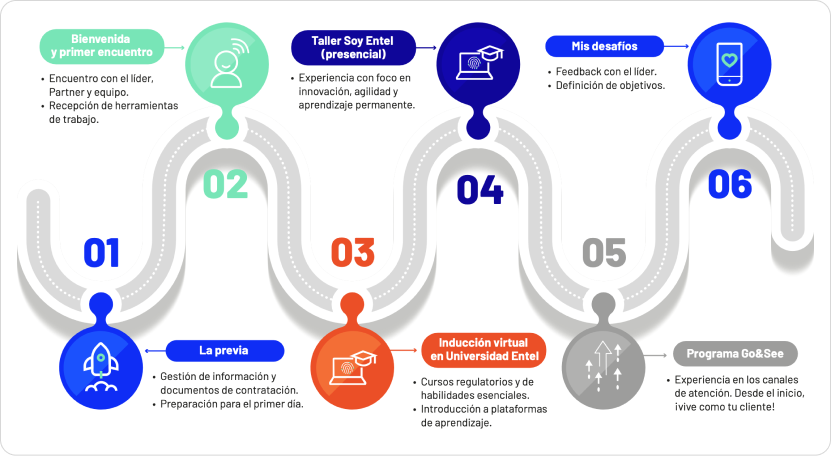 01
La previa
• Gestión de información y
documentos de contratación.
• Preparación para el primer día.
02
Bienvenida
y primer encuentro
• Encuentro con el líder,
Partner y equipo.
• Recepción de herramientas
de trabajo.
03
Inducción virtual
en Universidad Entel
• Cursos regulatorios y de
habilidades esenciales.
• Introducción a plataformas
de aprendizaje.
04
Taller Soy Entel
(presencial)
• Experiencia con foco en
innovación, agilidad y
aprendizaje permanente.
05
Programa Go&See
• Experiencia en los canales
de atención. Desde el inicio,
¡vive como tu cliente!
06
Mis desafíos
• Feedback con el líder.
• Definición de objetivos.